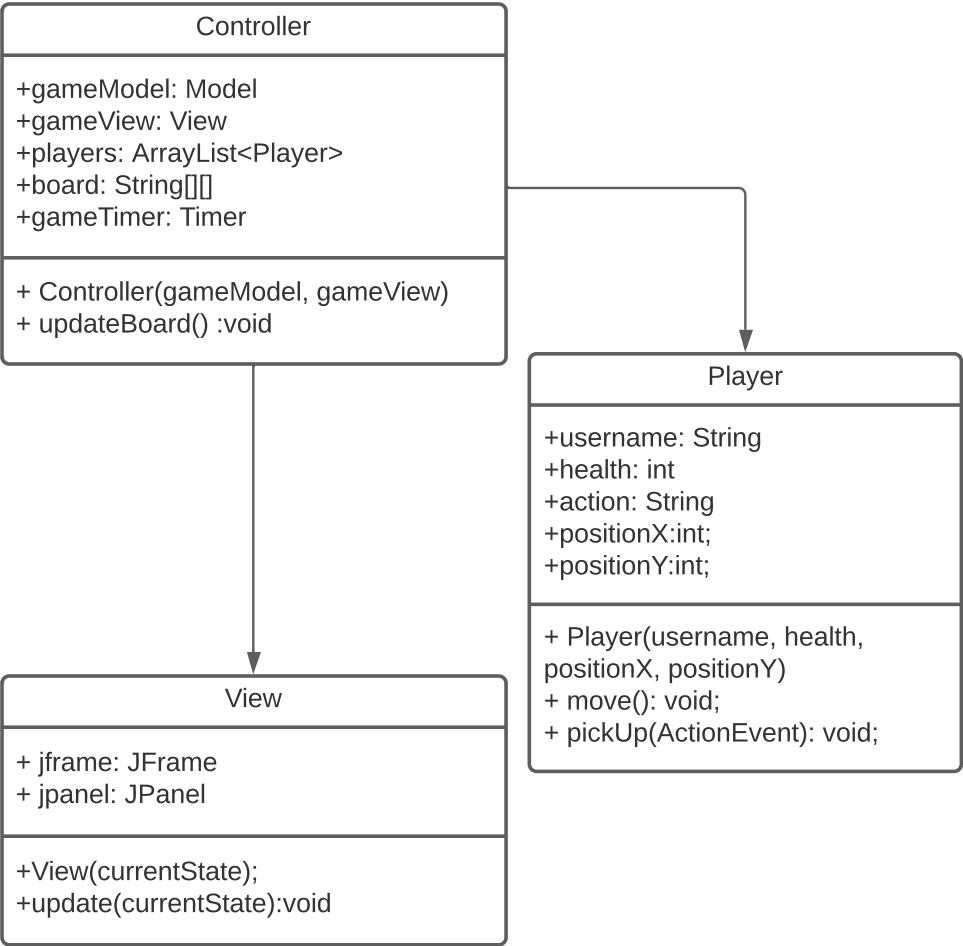 Controller
+gameModel: Model
+gameView: View
+players: ArrayList<Player>
+board: String[][]
+gameTimer: Timer
+ Controller(gameModel, gameView)
+ updateBoard() :void
Player
+username: String
+health: int
+action: String
+positionX:int;
+positionY:int;
+ Player(username, health,
positionX, positionY)
+ move(): void;
+ pickUp(ActionEvent): void;
View
+ jframe: JFrame
+ jpanel: JPanel
+View(currentState);
+update(currentState):void